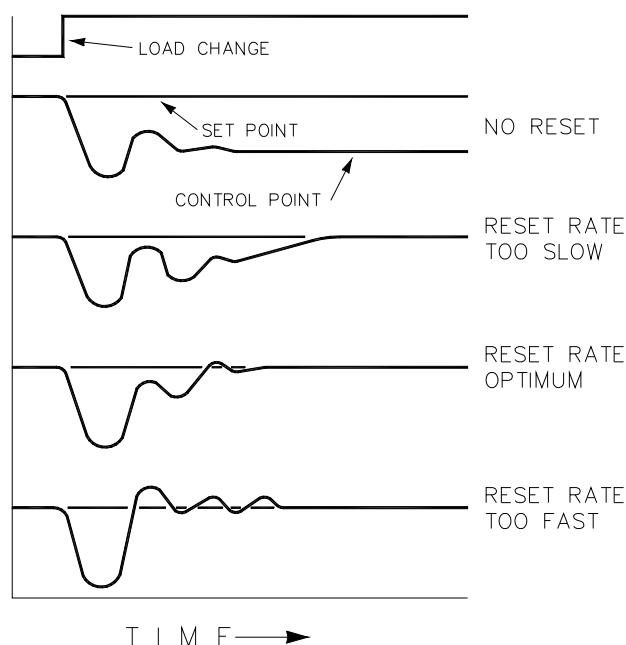 LOAD CHANGE
SET POINT
NO RESET
CONTROL POINT
RESET RATE
TOO SLOW
RESET RATE
OPTIMUM
RESET RATE
TOO FAST
TIME